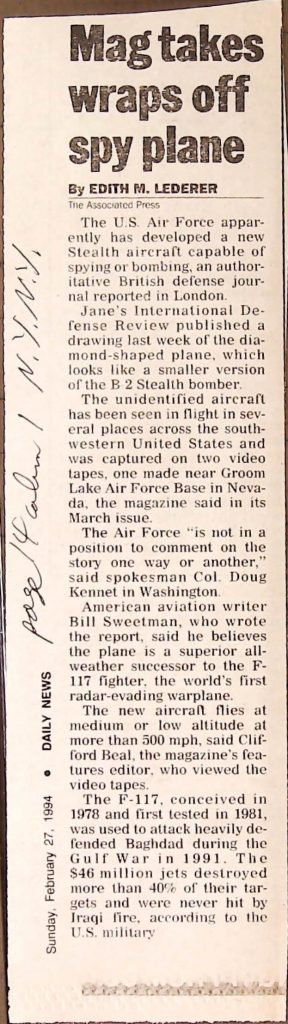 Mag takes
wraps off
spy plane
By EDITH M. LEDERER
The Associated Press
The U.S. Air Force appar-
ently has developed a new
Stealth aircraft capable of
spying or bombing, an author-
itative British defense jour-
nal reported in London.
Jane's International De-
fense Review published a
drawing last week of the dia-
mond-shaped plane, which
looks like a smaller version
of the B-2 Stealth bomber.
The unidentified aircraft
has been seen in flight in sev-
eral places across the south-
western United States and
was captured on two video
tapes, one made near Groom
Lake Air Force Base in Neva-
da, the magazine said in its
March issue.
The Air Force "is not in a
position to comment on the
story one way or another,"
said spokesman Col. Doug
Kennet in Washington.
American aviation writer
Bill Sweetman, who wrote
the report, said he believes
the plane is a superior all-
weather successor to the F-
117 fighter, the world's first
radar-evading warplane.
The new aircraft flies at
medium or low altitude at
more than 500 mph, said Clif-
ford Beal, the magazine's fea-
tures editor, who viewed the
video tapes.
The F-117, conceived in
1978 and first tested in 1981,
was used to attack heavily de-
fended Baghdad during the
Gulf War in 1991. The
$46 million jets destroyed
more than 40% of their tar-
gets and were never hit by
Iraqi fire, according to the
U.S. military
page 14 column 1 N.Y. N.Y.
Sunday, February 27, 1994 • DAILY NEWS